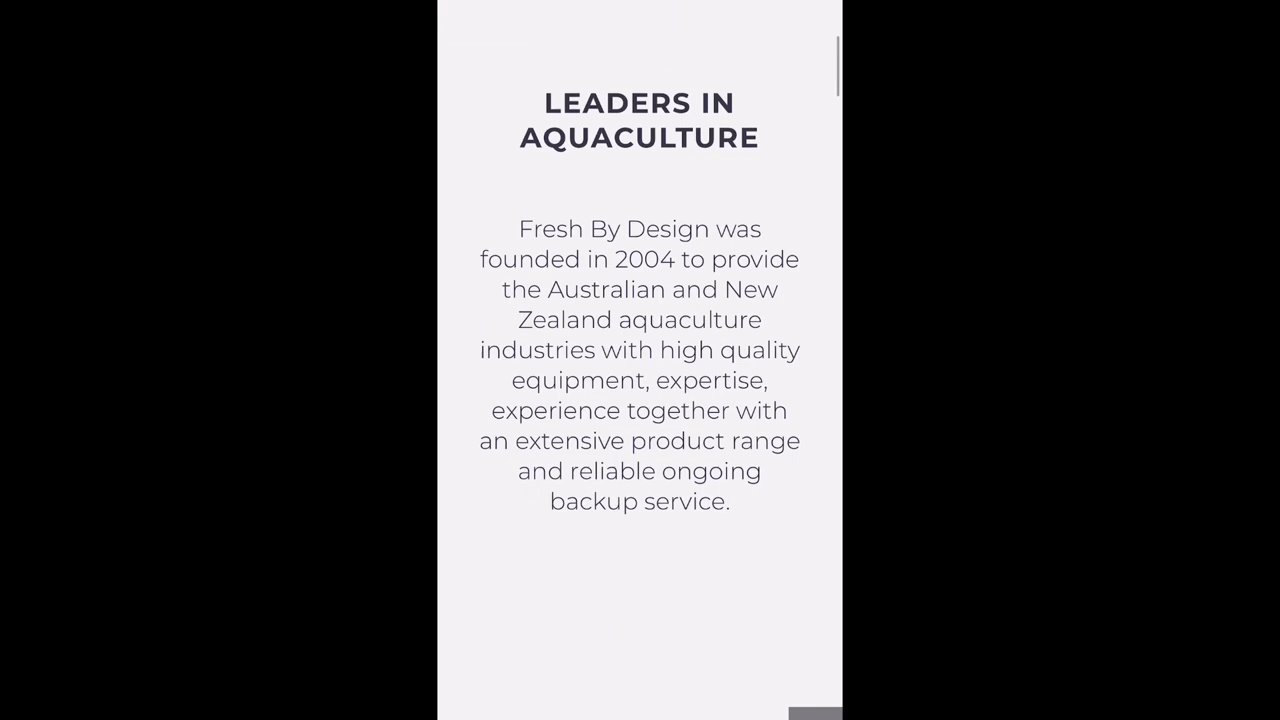 LEADERS IN
AQUACULTURE
Fresh By Design was
founded in 2004 to provide
the Australian and New
Zealand aquaculture
industries with high quality
equipment, expertise,
experience together with
an extensive product range
and reliable ongoing
backup service.